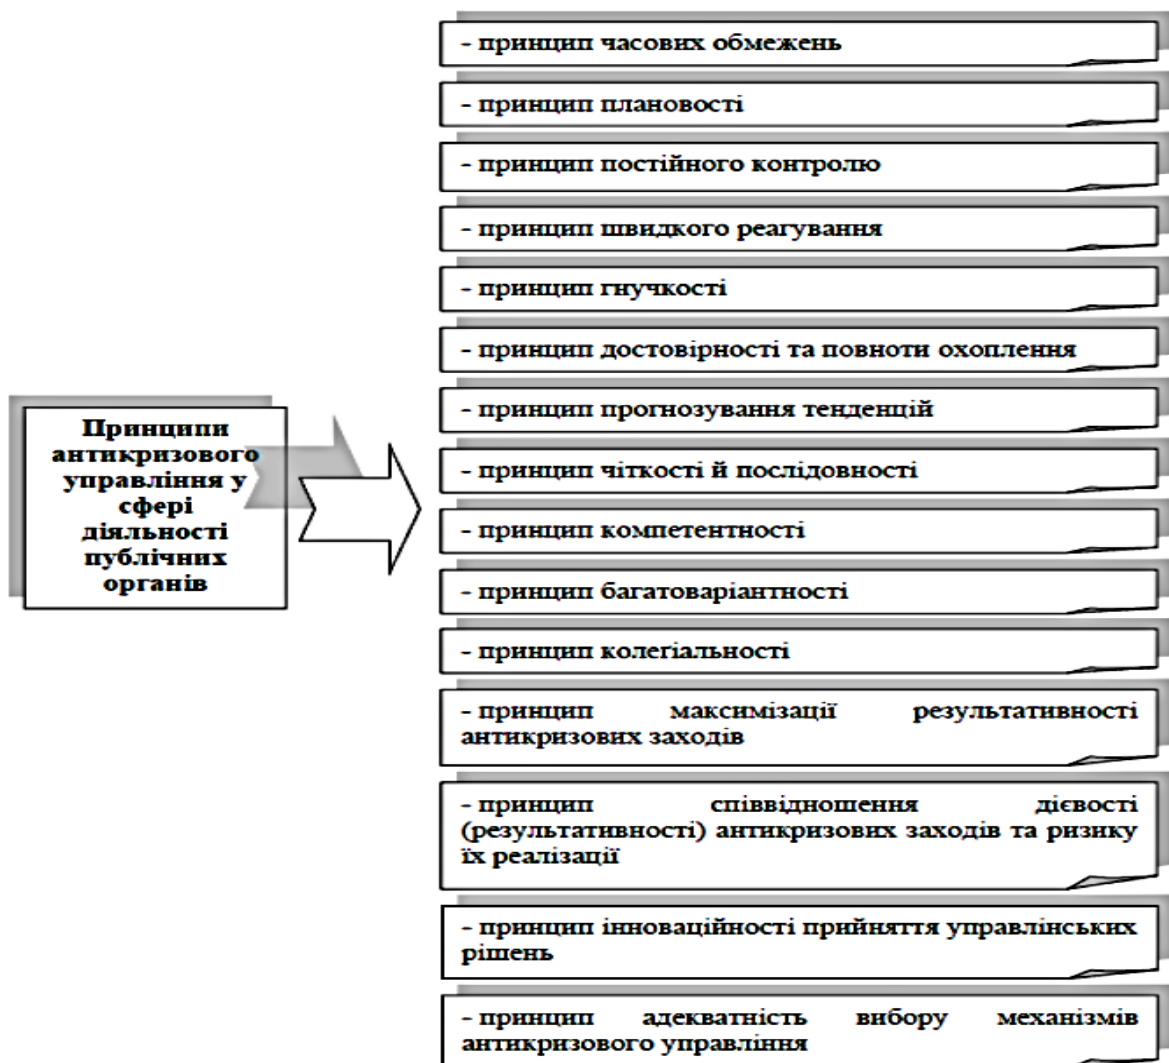 Принципи
антикризового
управління у
сфері
діяльності
публічних
органів
- принцип часових обмежень
- принцип плановості
- принцип постійного контролю
- принцип швидкого реагування
- принцип гнучкості
- принцип достовірності та повноти охоплення
- принцип прогнозування тенденцій
- принцип чіткості й послідовності
- принцип компетентності
- принцип багатоваріантності
- принцип колегіальності
- принцип максимізації результативності
антикризових заходів
- принцип співвідношення дієвості
(результативності) антикризових заходів та ризику
їх реалізації
- принцип інноваційності прийняття управлінських
рішень
- принцип адекватність вибору механізмів
антикризового управління